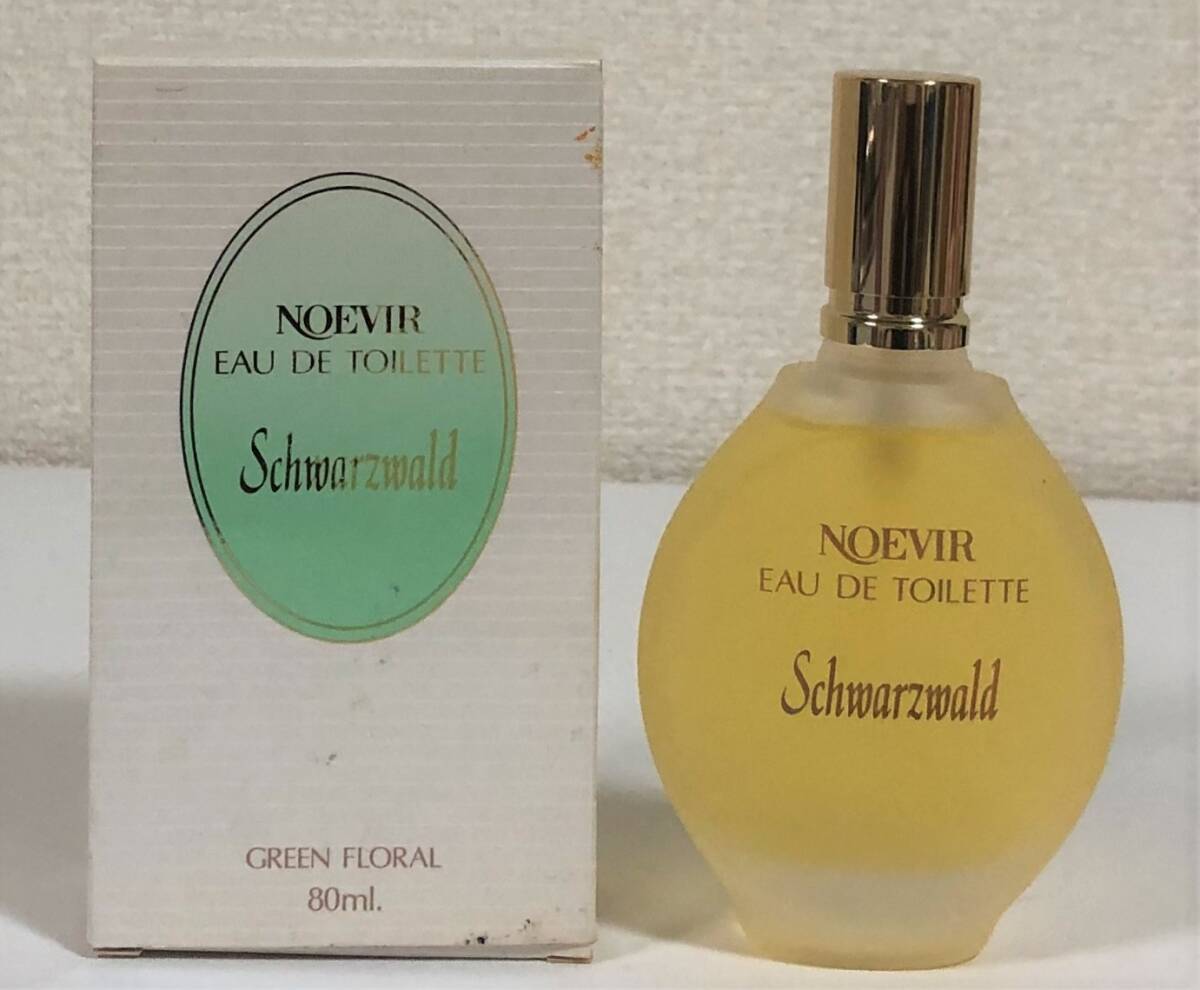 NOEVIR
EAU DE TOILETTE
Schwarzwald
GREEN FLORAL
80ml.
NOEVIR
EAU DE TOILETTE
Schwarzwald